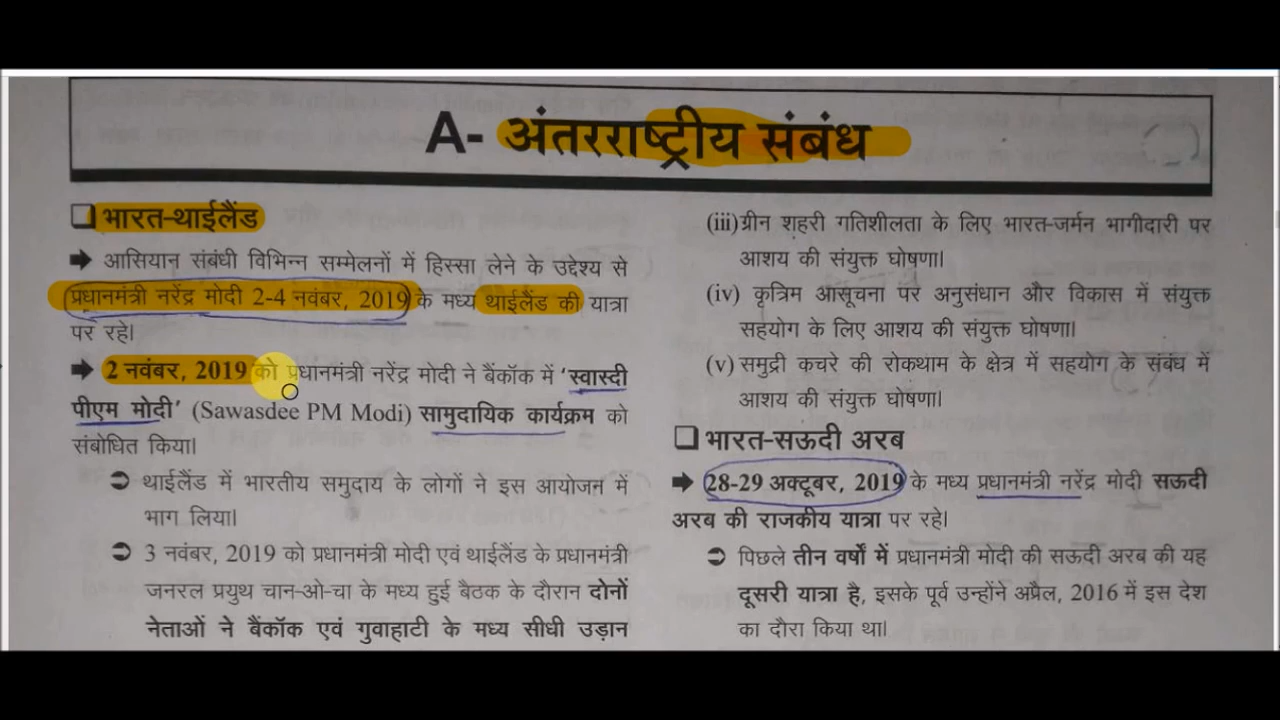 A- अंतरराष्ट्रीय संबंध
❑ भारत-थाईलैंड
➡ आसियान संबंधी विभिन्न सम्मेलनों में हिस्सा लेने के उद्देश्य से
प्रधानमंत्री नरेंद्र मोदी 2-4 नवंबर, 2019 के मध्य थाईलैंड की यात्रा
पर रहे।
➡ 2 नवंबर, 2019 को प्रधानमंत्री नरेंद्र मोदी ने बैंकॉक में ‘स्वास्दी
पीएम मोदी’ (Sawasdee PM Modi) सामुदायिक कार्यक्रम को
संबोधित किया।
➲ थाईलैंड में भारतीय समुदाय के लोगों ने इस आयोजन में
भाग लिया।
➲ 3 नवंबर, 2019 को प्रधानमंत्री मोदी एवं थाईलैंड के प्रधानमंत्री
जनरल प्रयुथ चान-ओ-चा के मध्य हुई बैठक के दौरान दोनों
नेताओं ने बैंकॉक एवं गुवाहाटी के मध्य सीधी उड़ान
(iii) ग्रीन शहरी गतिशीलता के लिए भारत-जर्मन भागीदारी पर
आशय की संयुक्त घोषणा।
(iv) कृत्रिम आसूचना पर अनुसंधान और विकास में संयुक्त
सहयोग के लिए आशय की संयुक्त घोषणा।
(v) समुद्री कचरे की रोकथाम के क्षेत्र में सहयोग के संबंध में
आशय की संयुक्त घोषणा।
❑ भारत-सऊदी अरब
➡ 28-29 अक्टूबर, 2019 के मध्य प्रधानमंत्री नरेंद्र मोदी सऊदी
अरब की राजकीय यात्रा पर रहे।
➲ पिछले तीन वर्षों में प्रधानमंत्री मोदी की सऊदी अरब की यह
दूसरी यात्रा है, इसके पूर्व उन्होंने अप्रैल, 2016 में इस देश
का दौरा किया था।